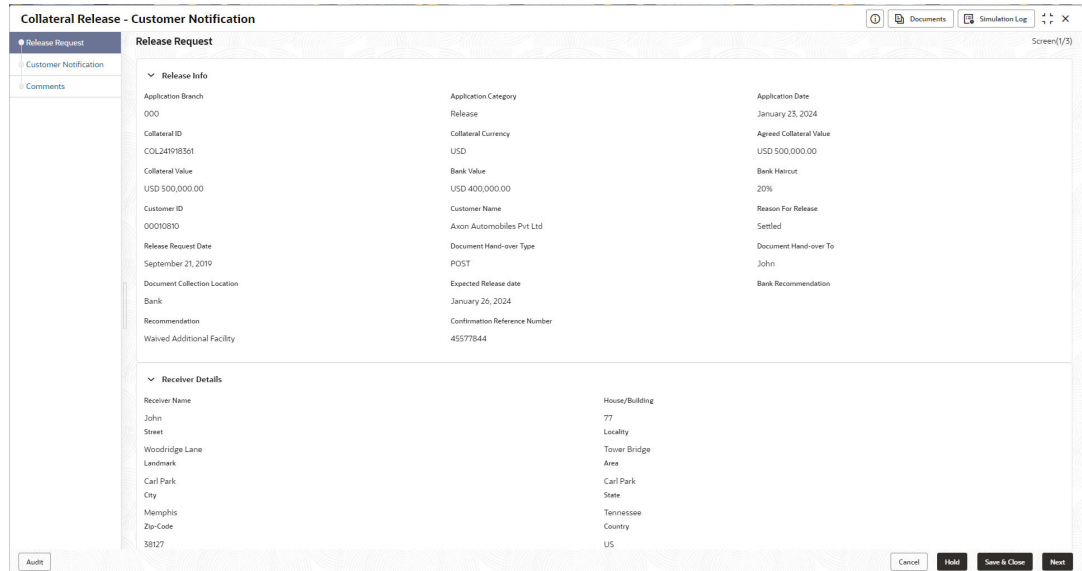 Collateral Release - Customer Notification
Documents
Simulation Log
Release Request
Customer Notification
Comments
Release Request
Screen(1/3)
Release Info
Application Branch Application Category Application Date
000 Release January 23, 2024
Collateral ID Collateral Currency Agreed Collateral Value
COL241918361 USD USD 500,000.00
Collateral Value Bank Value Bank Haircut
USD 500,000.00 USD 400,000.00 20%
Customer ID Customer Name Reason For Release
00010810 Axon Automobiles Pvt Ltd Settled
Release Request Date Document Hand-over Type Document Hand-over To
September 21, 2019 POST John
Document Collection Location Expected Release date Bank Recommendation
Bank January 26, 2024
Recommendation Confirmation Reference Number
Waived Additional Facility 45577844
Receiver Details
Receiver Name House/Building
John 77
Street Locality
Woodridge Lane Tower Bridge
Landmark Area
Carl Park Carl Park
City State
Memphis Tennessee
Zip-Code Country
38127 US
Audit
Cancel Hold Save & Close Next